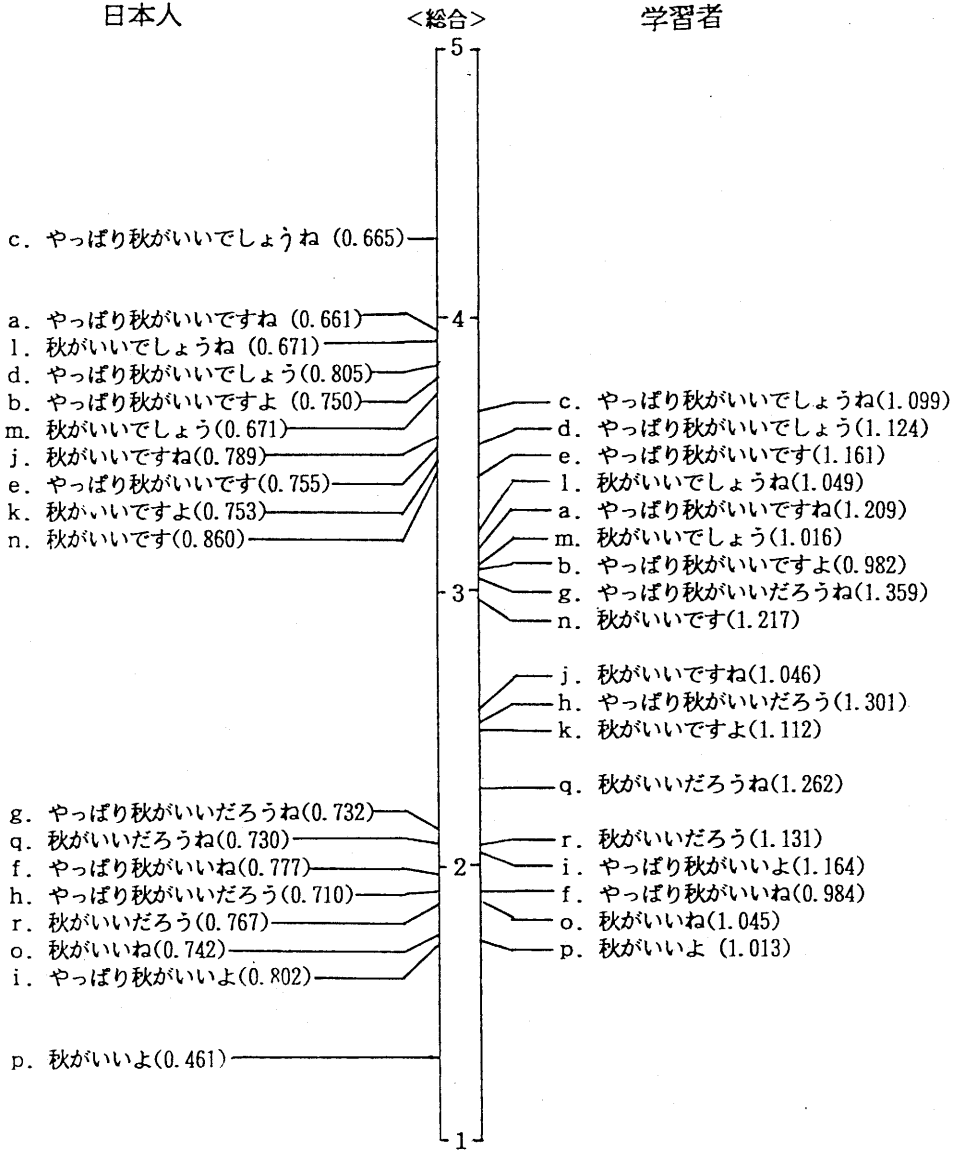 日本人 <総合> 学習者
5
c. やっぱり秋がいいでしょうね (0.665)
a. やっぱり秋がいいですね (0.661)
4
l. 秋がいいでしょうね (0.671)
d. やっぱり秋がいいでしょう(0.805)
b. やっぱり秋がいいですよ (0.750)
m. 秋がいいでしょう(0.671)
j. 秋がいいですね(0.789)
e. やっぱり秋がいいです(0.755)
k. 秋がいいですよ(0.753)
n. 秋がいいです(0.860)
c. やっぱり秋がいいでしょうね(1.099)
d. やっぱり秋がいいでしょう(1.124)
e. やっぱり秋がいいです(1.161)
l. 秋がいいでしょうね(1.049)
a. やっぱり秋がいいですね(1.209)
m. 秋がいいでしょう(1.016)
b. やっぱり秋がいいですよ(0.982)
3
g. やっぱり秋がいいだろうね(1.359)
n. 秋がいいです(1.217)
j. 秋がいいですね(1.046)
h. やっぱり秋がいいだろう(1.301)
k. 秋がいいですよ(1.112)
q. 秋がいいだろうね(1.262)
g. やっぱり秋がいいだろうね(0.732)
q. 秋がいいだろうね(0.730)
f. やっぱり秋がいいね(0.777)
h. やっぱり秋がいいだろう(0.710)
r. 秋がいいだろう(0.767)
o. 秋がいいね(0.742)
i. やっぱり秋がいいよ(0.802)
2
r. 秋がいいだろう(1.131)
i. やっぱり秋がいいよ(1.164)
f. やっぱり秋がいいね(0.984)
o. 秋がいいね(1.045)
p. 秋がいいよ (1.013)
p. 秋がいいよ(0.461)
1